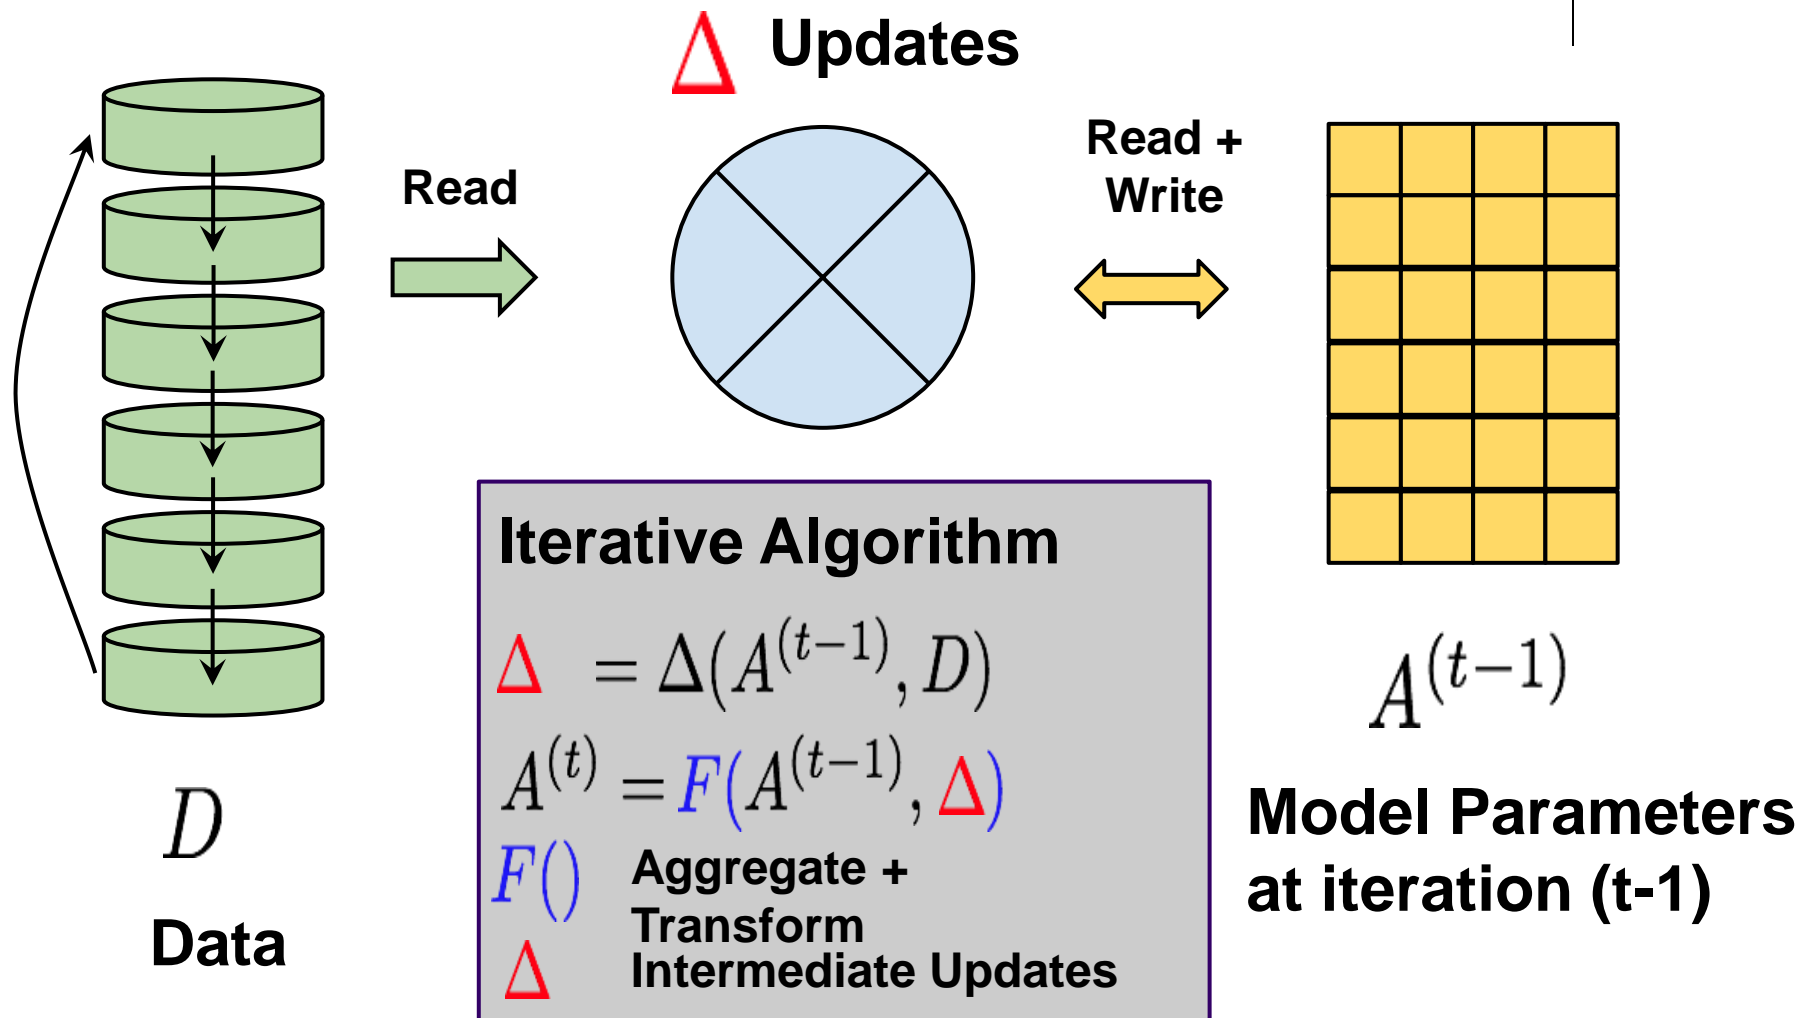 Δ Updates
Read
Read +
Write
Iterative Algorithm
Δ = Δ(A^(t−1), D)
A^(t) = F(A^(t−1), Δ)
F() Aggregate +
Transform
Δ Intermediate Updates
D
Data
A^(t−1)
Model Parameters
at iteration (t-1)